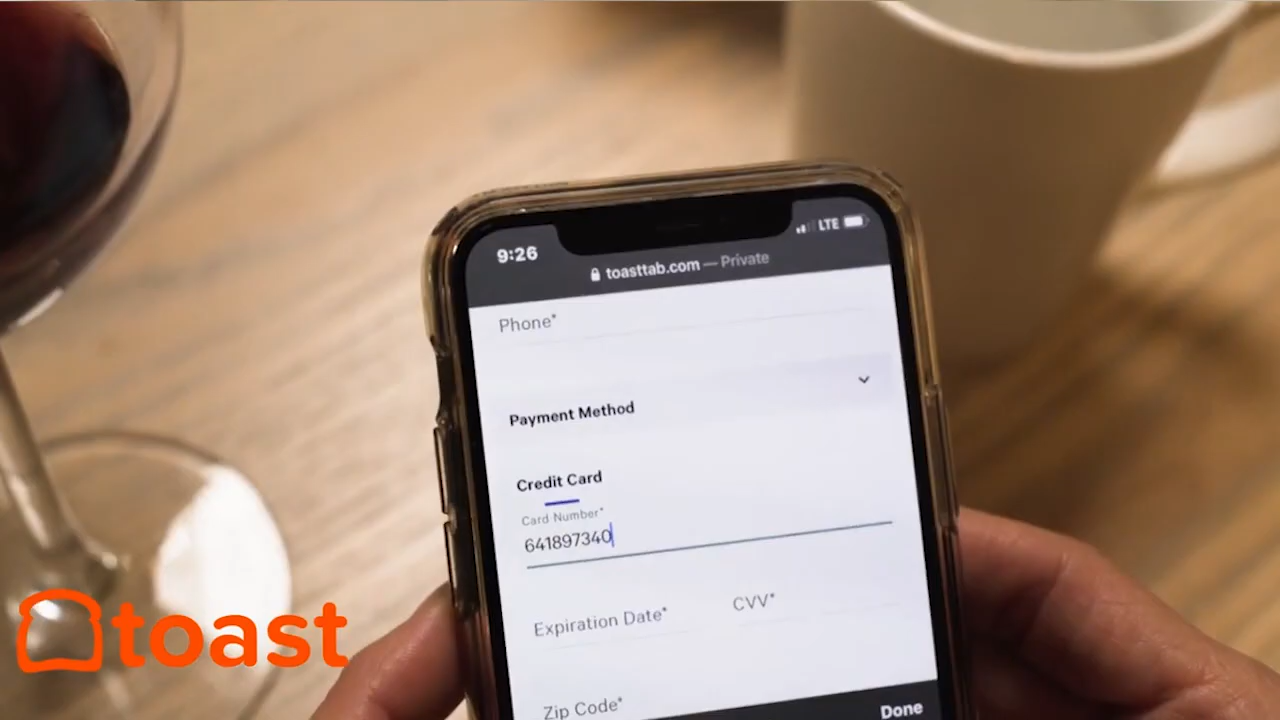 9:26
LTE
toasttab.com — Private
Phone*
Payment Method
Credit Card
Card Number*
641897340
Expiration Date*
CVV*
Zip Code*
Done
toast